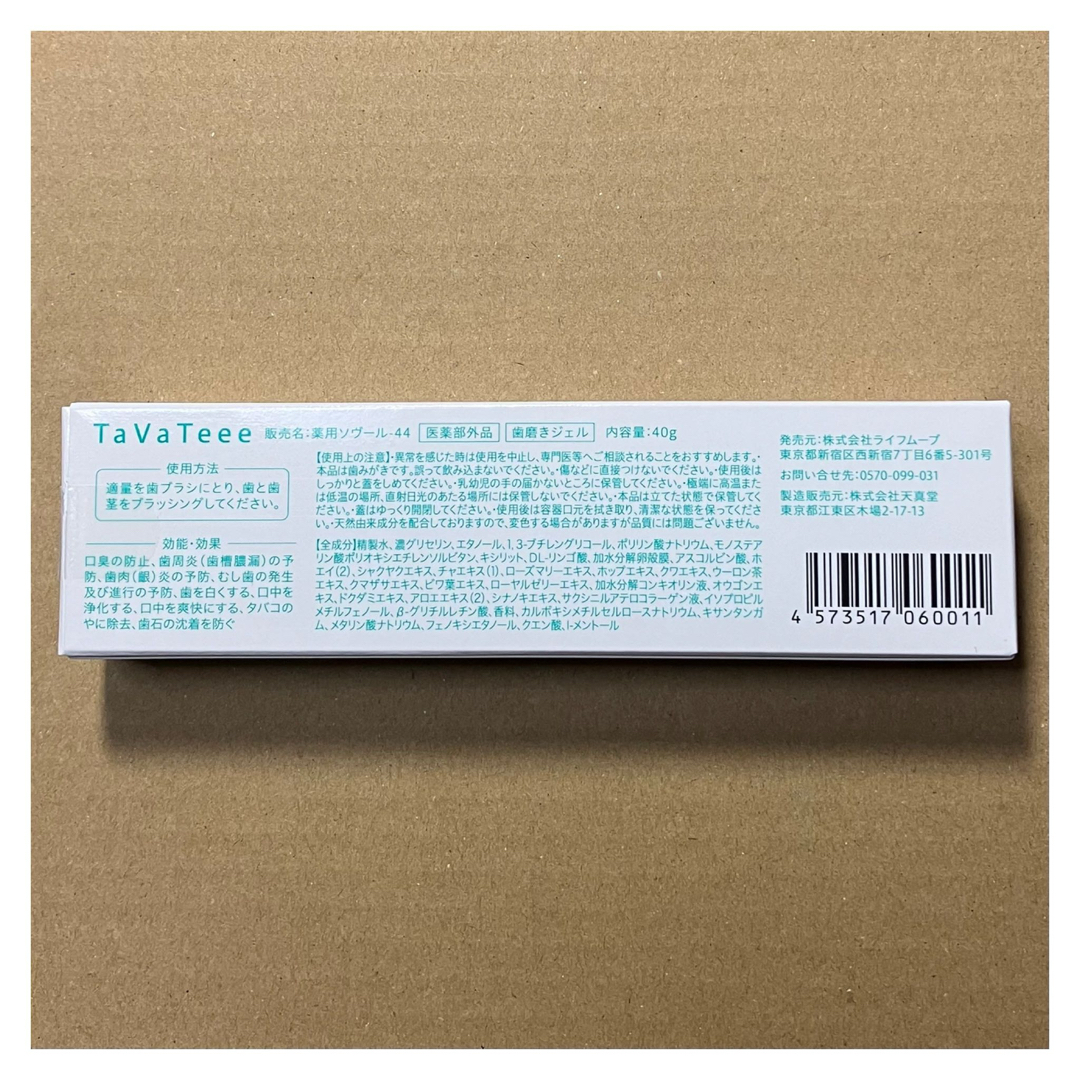 TaVaTeee 販売名：薬用ソヴール-44 医薬部外品 歯磨きジェル 内容量：40g
使用方法
適量を歯ブラシにとり、歯と歯
茎をブラッシングしてください。
効能・効果
口臭の防止、歯周炎（歯槽膿漏）の予
防、歯肉（齦）炎の予防、むし歯の発生
及び進行の予防、歯を白くする、口中を
浄化する、口中を爽快にする、タバコの
やに除去、歯石の沈着を防ぐ
【使用上の注意】・異常を感じた時は使用を中止し、専門医等へご相談されることをおすすめします。・
本品は歯みがきです。誤って飲み込まないでください。・傷などに直接つけないでください。・使用後は
しっかりと蓋をしめてください。・乳幼児の手の届かないところに保管してください。・極端に高温また
は低温の場所、直射日光のあたる場所には保管しないでください。・本品は立てた状態で保管してく
ださい。・蓋はゆっくり開閉してください。・使用後は容器口元を拭き取り、清潔な状態を保ってくださ
い。・天然由来成分を配合しておりますので、変色する場合がありますが品質には問題ございません。
【全成分】精製水、濃グリセリン、エタノール、1，3-ブチレングリコール、ポリリン酸ナトリウム、モノステア
リン酸ポリオキシエチレンソルビタン、キシリット、DL-リンゴ酸、加水分解卵殻膜、アスコルビン酸、ホ
エイ（2）、シャクヤクエキス、チャエキス（1）、ローズマリーエキス、ホップエキス、クワエキス、ウーロン茶
エキス、クマザサエキス、ビワ葉エキス、ローヤルゼリーエキス、加水分解コンキオリン液、オウゴンエ
キス、ドクダミエキス、アロエエキス（2）、シナノキエキス、サクシニルアテロコラーゲン液、イソプロピル
メチルフェノール、β-グリチルレチン酸、香料、カルボキシメチルセルロースナトリウム、キサンタンガ
ム、メタリン酸ナトリウム、フェノキシエタノール、クエン酸、l-メントール
発売元：株式会社ライフムーブ
東京都新宿区西新宿7丁目6番5-301号
お問い合せ先：0570-099-031
製造販売元：株式会社天真堂
東京都江東区木場2-17-13
4 573517 060011